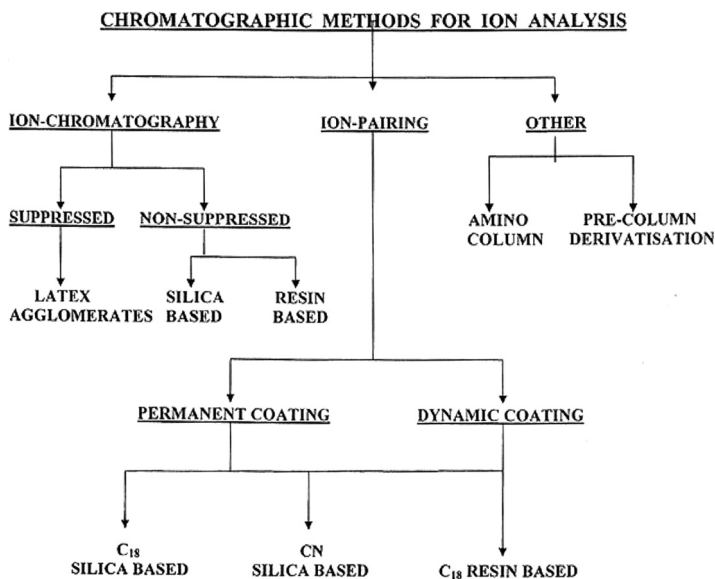 CHROMATOGRAPHIC METHODS FOR ION ANALYSIS
ION-CHROMATOGRAPHY
ION-PAIRING
OTHER
SUPPRESSED
NON-SUPPRESSED
AMINO
COLUMN
PRE-COLUMN
DERIVATISATION
LATEX
AGGLOMERATES
SILICA
BASED
RESIN
BASED
PERMANENT COATING
DYNAMIC COATING
C₁₈
SILICA BASED
CN
SILICA BASED
C₁₈ RESIN BASED